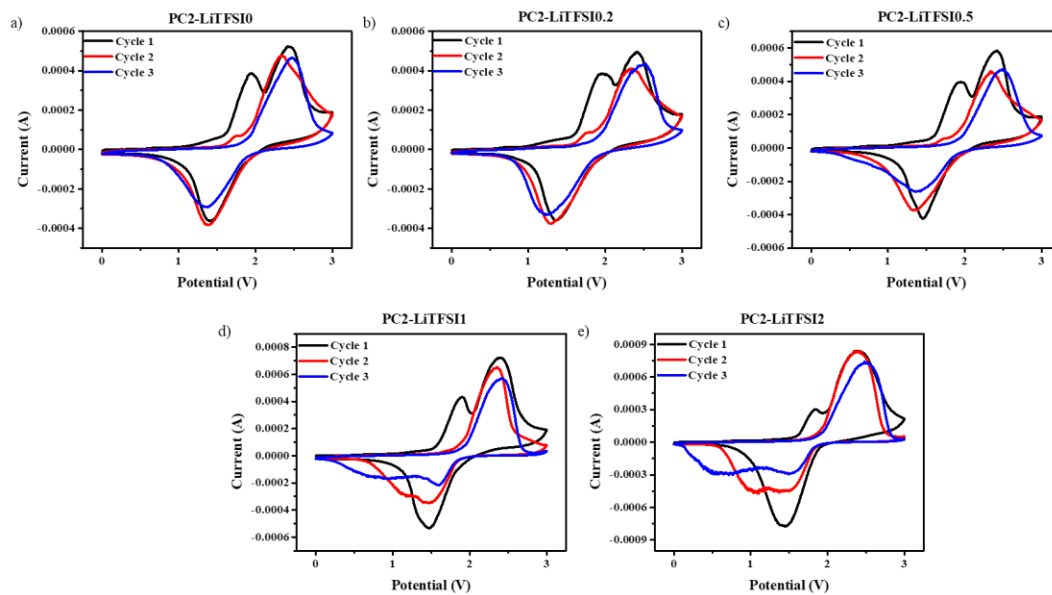 a)
PC2-LiTFSI0
Cycle 1
Cycle 2
Cycle 3
0.0006
0.0004
0.0002
0.0000
-0.0002
-0.0004
Current (A)
0 1 2 3
Potential (V)
b)
PC2-LiTFSI0.2
Cycle 1
Cycle 2
Cycle 3
0.0006
0.0004
0.0002
0.0000
-0.0002
-0.0004
Current (A)
0 1 2 3
Potential (V)
c)
PC2-LiTFSI0.5
Cycle 1
Cycle 2
Cycle 3
0.0006
0.0004
0.0002
0.0000
-0.0002
-0.0004
-0.0006
Current (A)
0 1 2 3
Potential (V)
d)
PC2-LiTFSI1
Cycle 1
Cycle 2
Cycle 3
0.0008
0.0006
0.0004
0.0002
0.0000
-0.0002
-0.0004
-0.0006
Current (A)
0 1 2 3
Potential (V)
e)
PC2-LiTFSI2
Cycle 1
Cycle 2
Cycle 3
0.0009
0.0006
0.0003
0.0000
-0.0003
-0.0006
-0.0009
Current (A)
0 1 2 3
Potential (V)